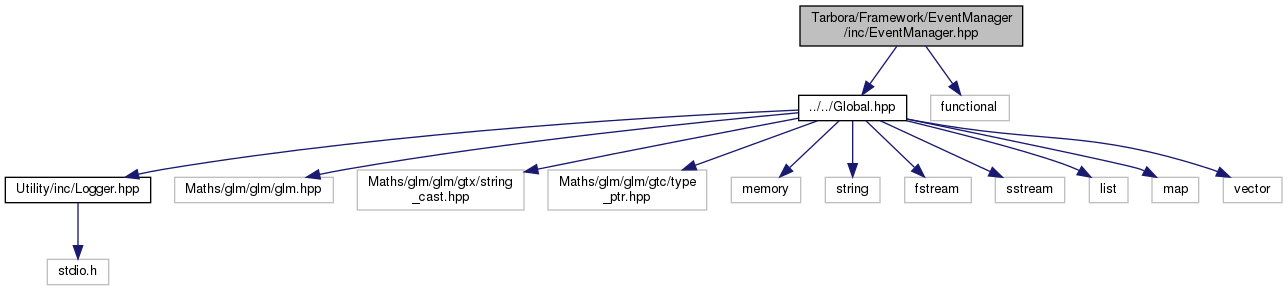 Tarbora/Framework/EventManager
/inc/EventManager.hpp
../../Global.hpp
functional
Utility/inc/Logger.hpp
Maths/glm/glm/glm.hpp
Maths/glm/glm/gtx/string
_cast.hpp
Maths/glm/glm/gtc/type
_ptr.hpp
memory
string
fstream
sstream
list
map
vector
stdio.h